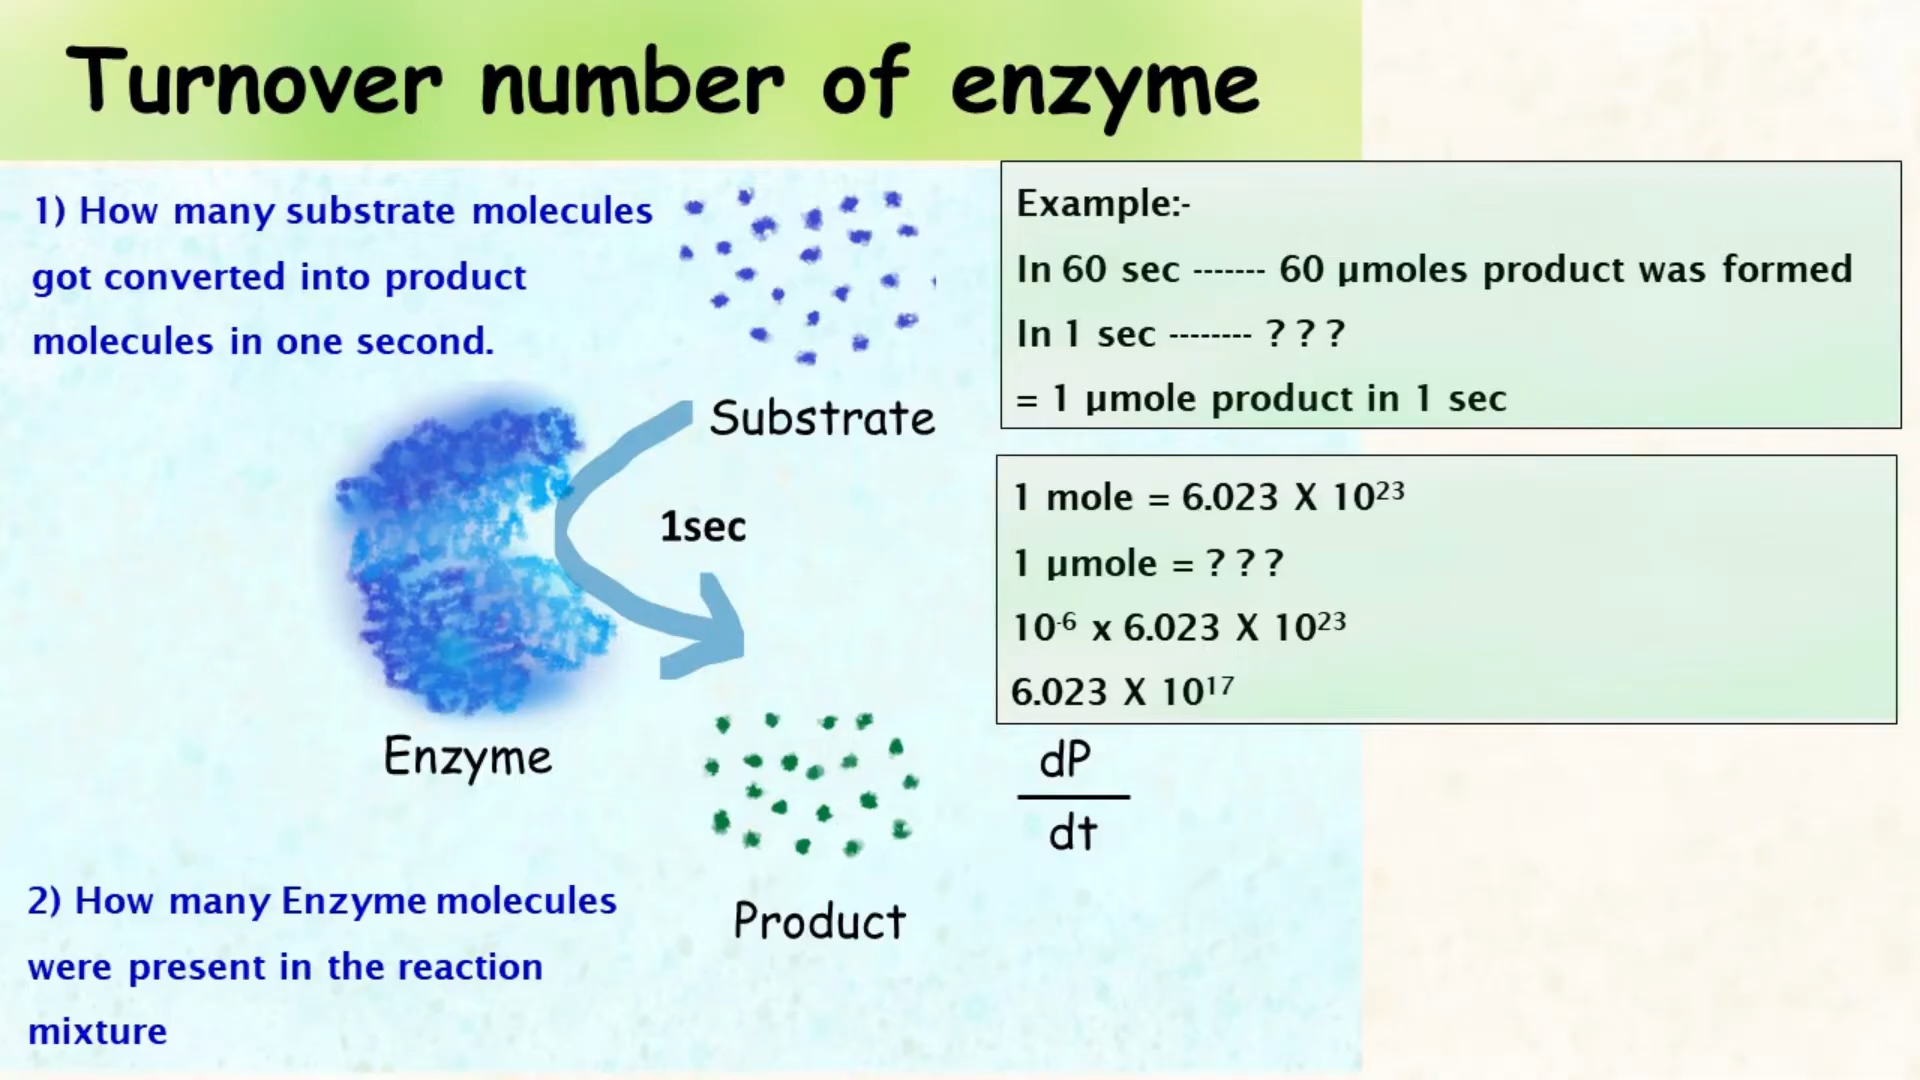 Turnover number of enzyme
1) How many substrate molecules
got converted into product
molecules in one second.
Substrate
1sec
Enzyme
Product
2) How many Enzyme molecules
were present in the reaction
mixture
Example:-
In 60 sec ------- 60 µmoles product was formed
In 1 sec -------- ? ? ?
= 1 µmole product in 1 sec
1 mole = 6.023 X 10²³
1 µmole = ? ? ?
10⁻⁶ x 6.023 X 10²³
6.023 X 10¹⁷
dP
dt